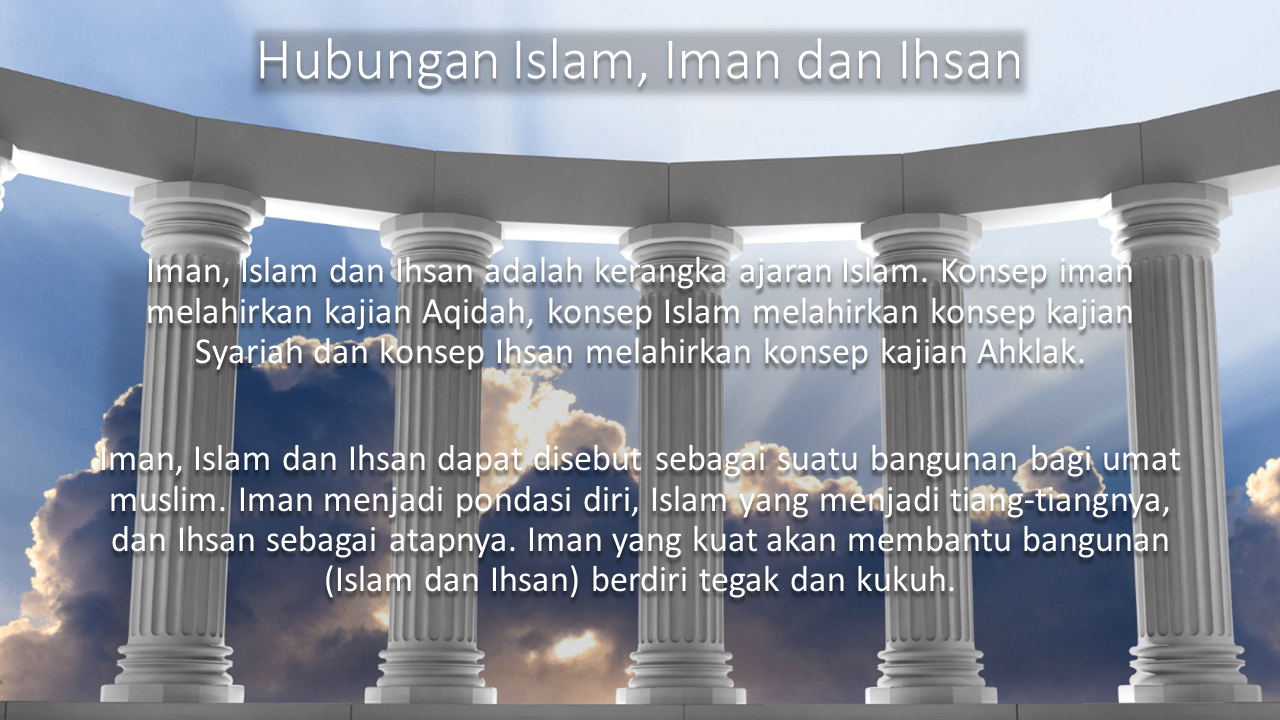 Hubungan Islam, Iman dan Ihsan
Iman, Islam dan Ihsan adalah kerangka ajaran Islam. Konsep iman
melahirkan kajian Aqidah, konsep Islam melahirkan konsep kajian
Syariah dan konsep Ihsan melahirkan konsep kajian Ahklak.
Iman, Islam dan Ihsan dapat disebut sebagai suatu bangunan bagi umat
muslim. Iman menjadi pondasi diri, Islam yang menjadi tiang-tiangnya,
dan Ihsan sebagai atapnya. Iman yang kuat akan membantu bangunan
(Islam dan Ihsan) berdiri tegak dan kukuh.